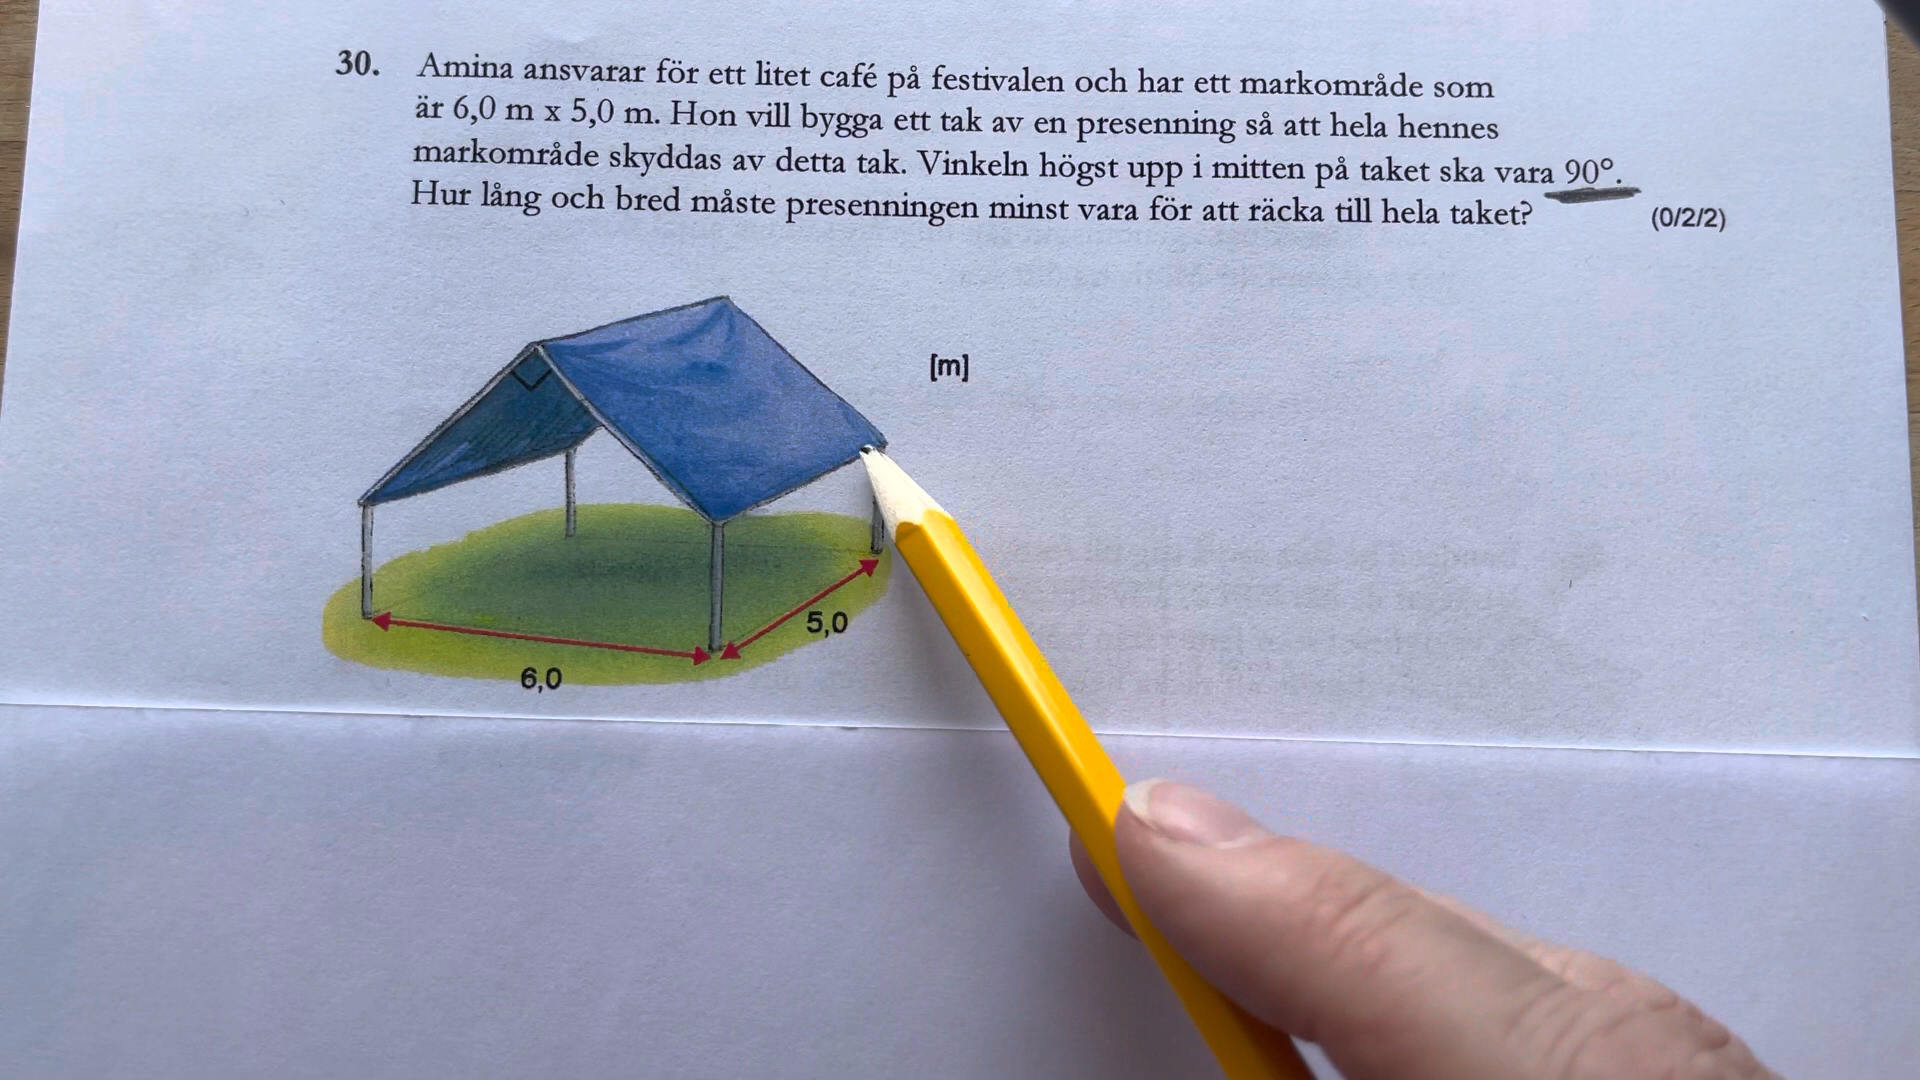 30. Amina ansvarar för ett litet café på festivalen och har ett markområde som
är 6,0 m x 5,0 m. Hon vill bygga ett tak av en presenning så att hela hennes
markområde skyddas av detta tak. Vinkeln högst upp i mitten på taket ska vara 90°.
Hur lång och bred måste presenningen minst vara för att räcka till hela taket?
(0/2/2)
[m]
5,0
6,0